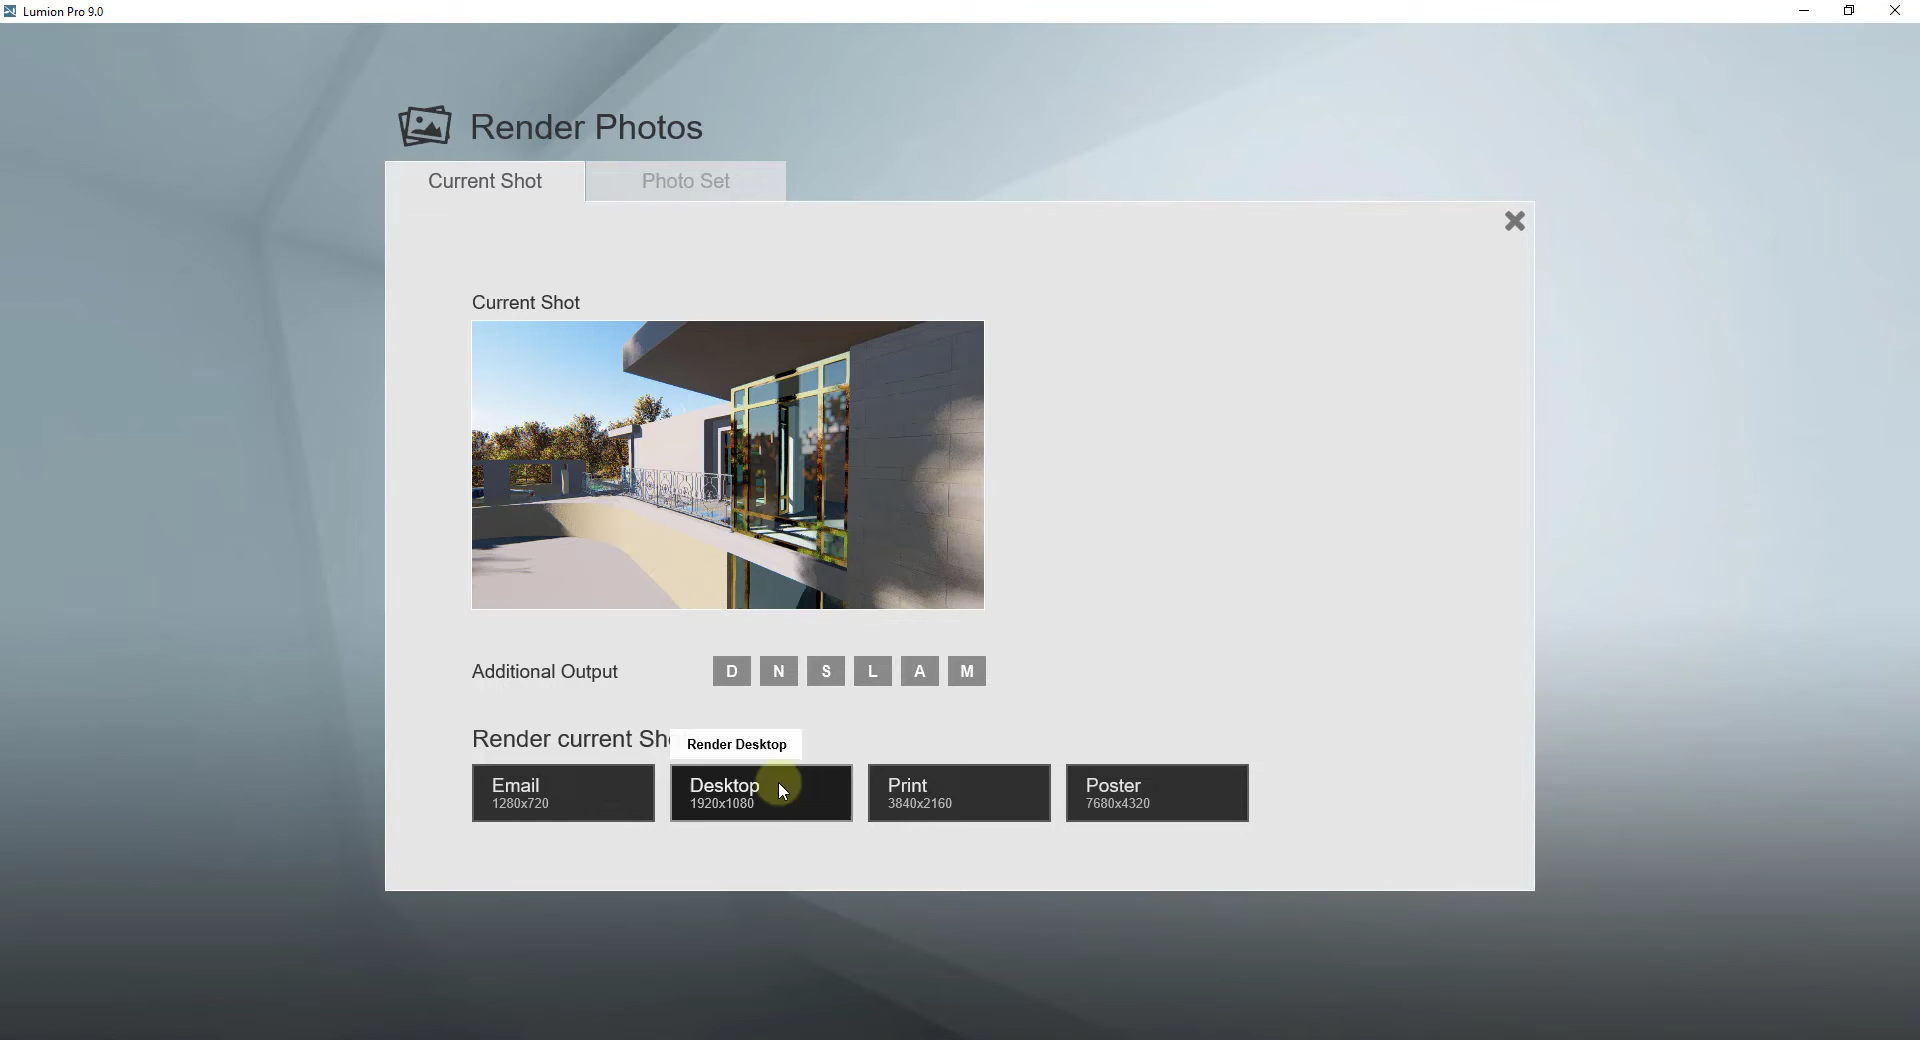 Lumion Pro 9.0
Render Photos
Current Shot
Photo Set
Current Shot
Additional Output
D N S L A M
Render current Sh
Render Desktop
Email
1280x720
Desktop
1920x1080
Print
3840x2160
Poster
7680x4320